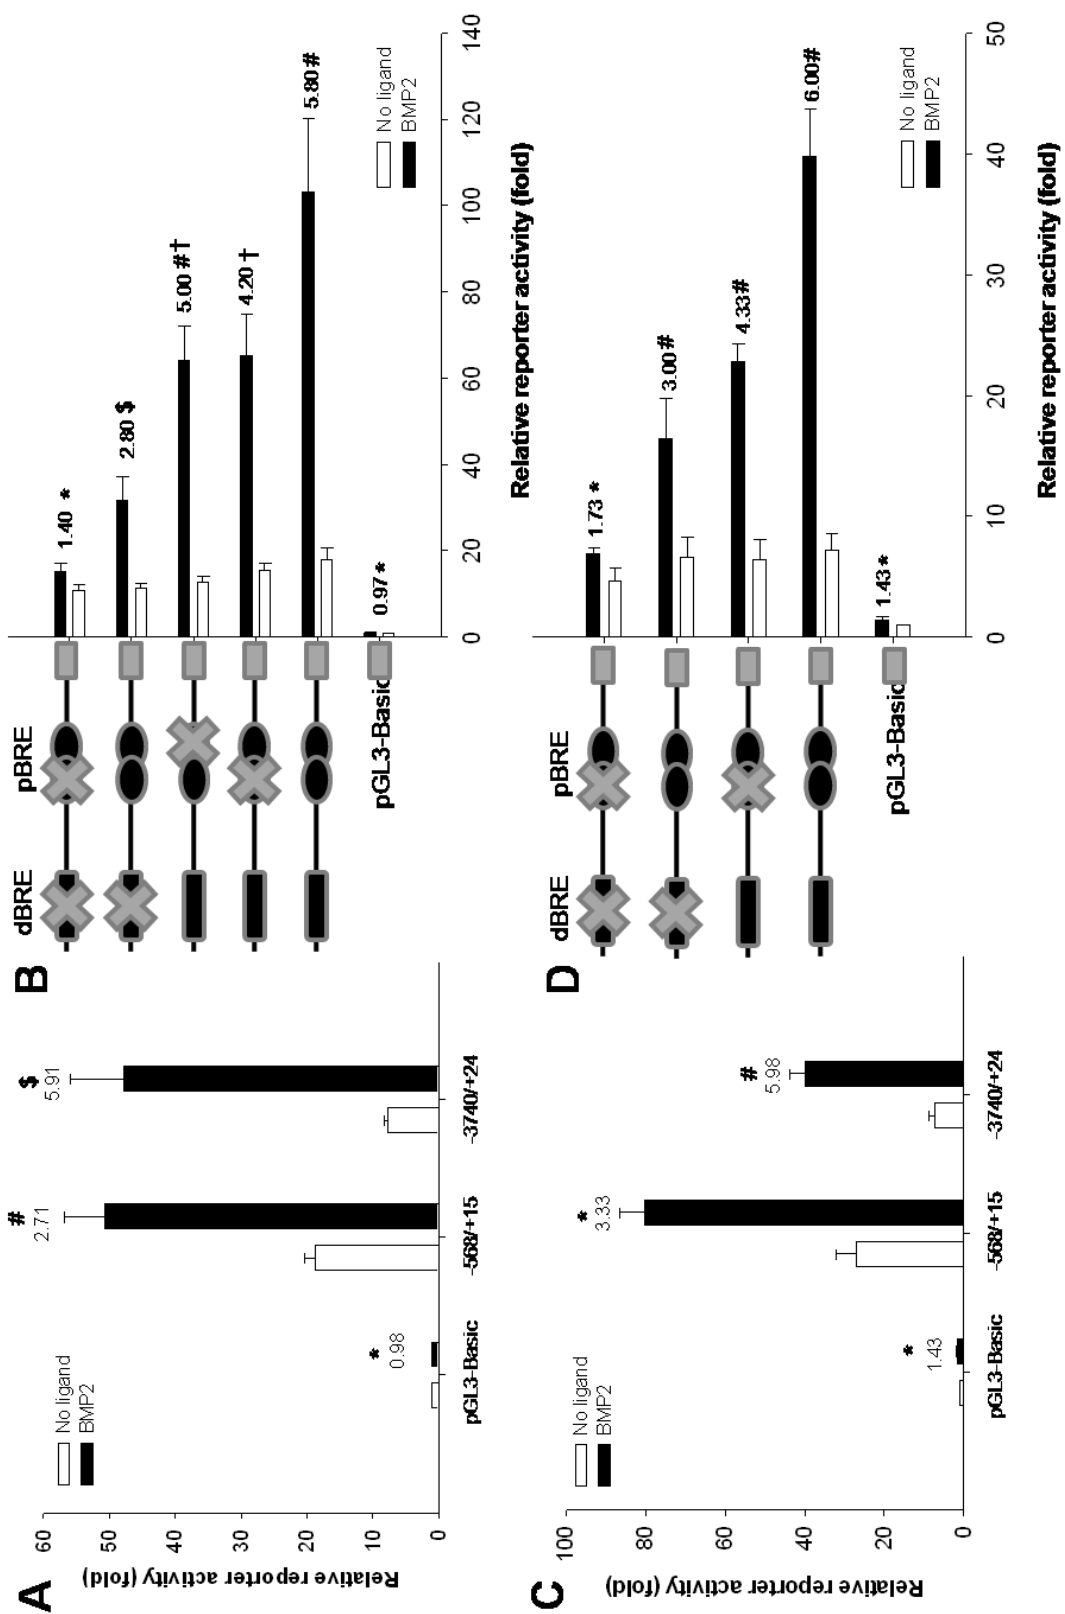 A
Relative reporter activity (fold)
60
50
40
30
20
10
0
No ligand
BMP2
*
0.98
#
2.71
$
5.91
pGL3-Basic
-568/+15
-3740/+24
B
dBRE
pBRE
1.40 *
2.80 $
5.00 # †
4.20 †
5.80 #
0.97 *
pGL3-Basic
No ligand
BMP2
0
20
40
60
80
100
120
140
Relative reporter activity (fold)
C
Relative reporter activity (fold)
100
80
60
40
20
0
No ligand
BMP2
*
1.43
*
3.33
#
5.98
pGL3-Basic
-568/+15
-3740/+24
D
dBRE
pBRE
1.73 *
3.00 #
4.33 #
6.00 #
1.43 *
pGL3-Basic
No ligand
BMP2
0
10
20
30
40
50
Relative reporter activity (fold)